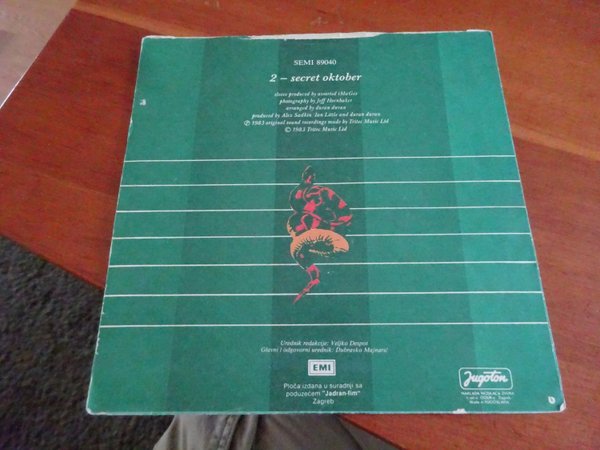 SEMI 89040
2 – secret oktober
sleeve produced by assorted iMaGes
photography by Jeff Hornbaker
arranged by duran duran
produced by Alex Sadkin Ian Little and duran duran
℗ 1983 original sound recordings made by Tritec Music Ltd
© 1983 Tritec Music Ltd
Urednik redakcije: Veljko Despot
Glavni i odgovorni urednik: Dubravko Majnarić
EMI
Ploča izdana u suradnji sa
poduzećem "Jadran-film"
Zagreb
Jugoton
Made in YUGOSLAVIA